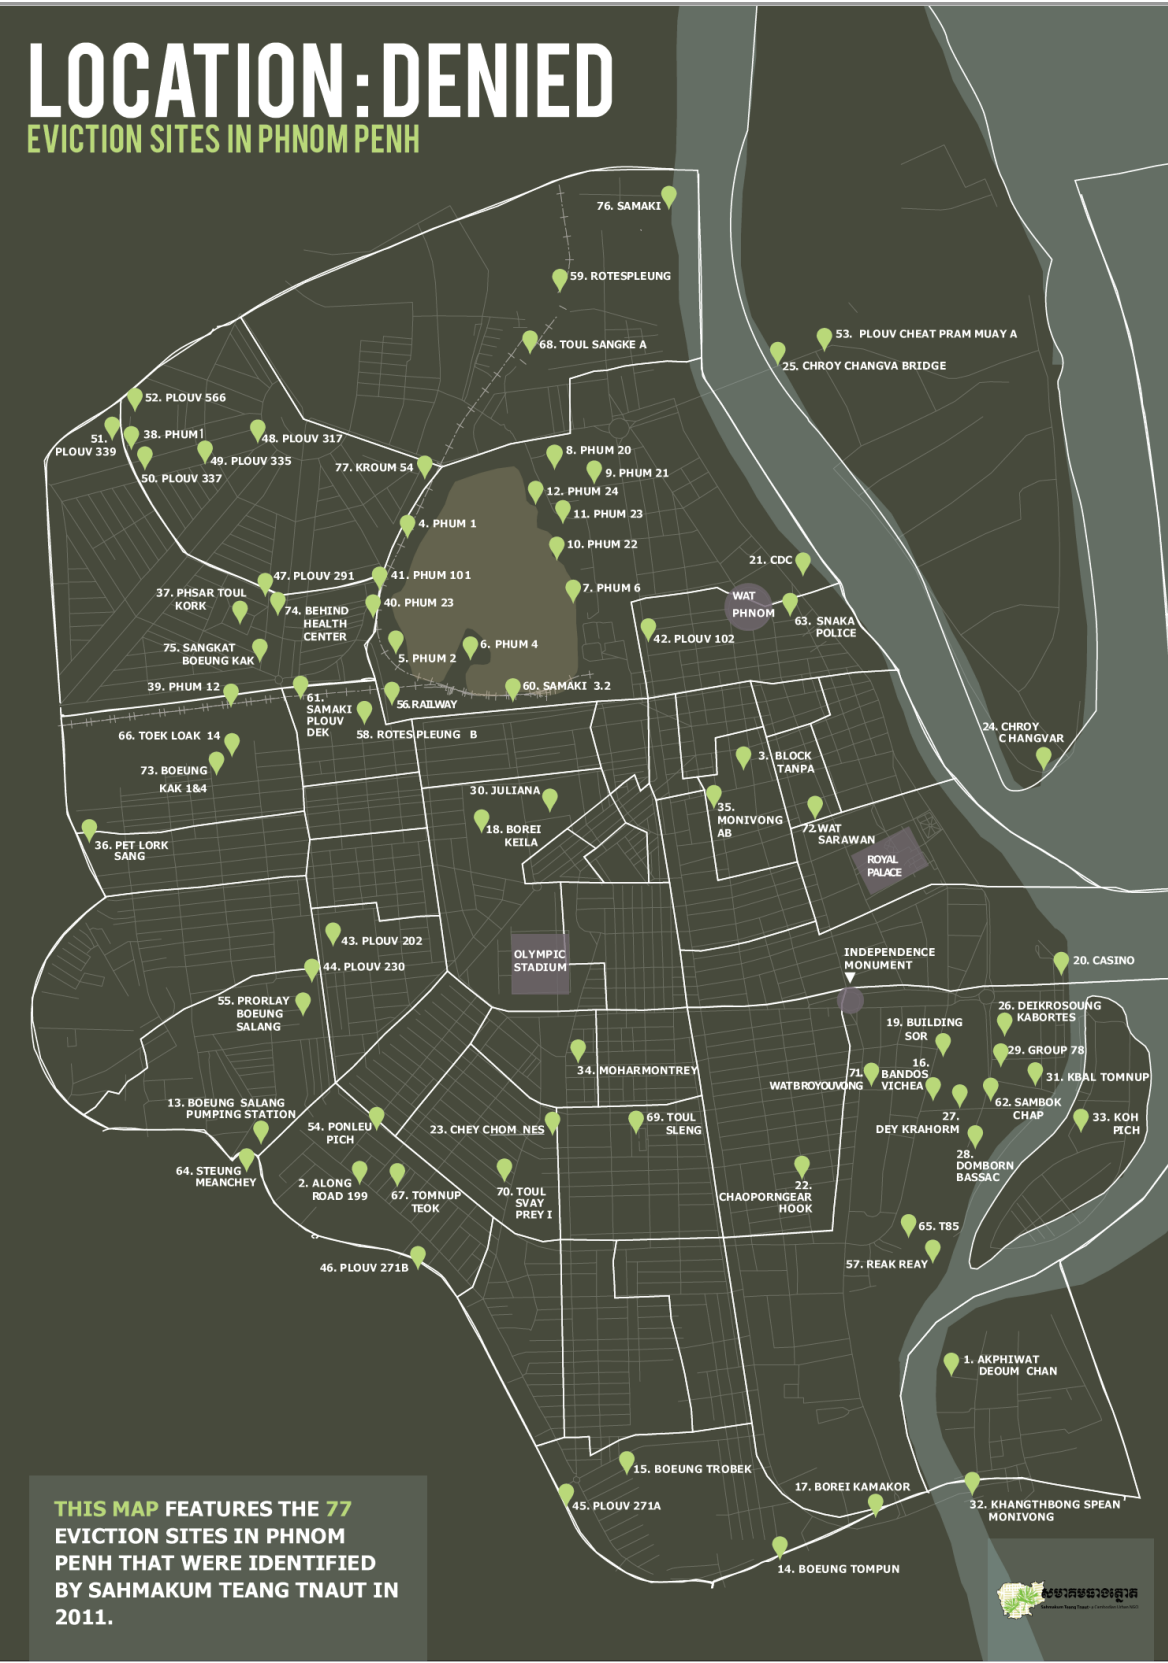 LOCATION:DENIED
EVICTION SITES IN PHNOM PENH
76. SAMAKI
59. ROTESPLEUNG
68. TOUL SANGKE A
53. PLOUV CHEAT PRAM MUAY A
25. CHROY CHANGVA BRIDGE
52. PLOUV 566
51.
PLOUV 339
38. PHUM 1
48. PLOUV 317
49. PLOUV 335
50. PLOUV 337
77. KROUM 54
8. PHUM 20
9. PHUM 21
12. PHUM 24
11. PHUM 23
4. PHUM 1
10. PHUM 22
21. CDC
47. PLOUV 291
41. PHUM 101
7. PHUM 6
37. PHSAR TOUL
KORK
74. BEHIND
HEALTH
CENTER
40. PHUM 23
WAT
PHNOM
63. SNAKA
POLICE
42. PLOUV 102
75. SANGKAT
BOEUNG KAK
5. PHUM 2
6. PHUM 4
39. PHUM 12
61.
SAMAKI
PLOUV
DEK
56.RAILWAY
60. SAMAKI 3.2
58. ROTES PLEUNG B
24. CHROY
CHANGVAR
66. TOEK LOAK 14
73. BOEUNG
KAK 1&4
3. BLOCK
TANPA
30. JULIANA
18. BOREI
KEILA
35.
MONIVONG
AB
72.WAT
SARAWAN
36. PET LORK
SANG
ROYAL
PALACE
43. PLOUV 202
44. PLOUV 230
OLYMPIC
STADIUM
INDEPENDENCE
MONUMENT
20. CASINO
55. PRORLAY
BOEUNG
SALANG
26. DEIKROSOUNG
KABORTES
19. BUILDING
SOR
29. GROUP 78
34. MOHARMONTREY
71.
WATBROYOUVONG
16.
BANDOS
VICHEA
31. KBAL TOMNUP
62. SAMBOK
CHAP
13. BOEUNG SALANG
PUMPING STATION
54. PONLEU
PICH
23. CHEY CHOM NES
69. TOUL
SLENG
27.
DEY KRAHORM
33. KOH
PICH
28.
DOMBORN
BASSAC
64. STEUNG
MEANCHEY
2. ALONG
ROAD 199
67. TOMNUP
TEOK
70. TOUL
SVAY
PREY I
22.
CHAOPORNGEAR
HOOK
65. T85
57. REAK REAY
46. PLOUV 271B
1. AKPHIWAT
DEOUM CHAN
15. BOEUNG TROBEK
45. PLOUV 271A
17. BOREI KAMAKOR
32. KHANGTHBONG SPEAN
MONIVONG
14. BOEUNG TOMPUN
THIS MAP FEATURES THE 77
EVICTION SITES IN PHNOM
PENH THAT WERE IDENTIFIED
BY SAHMAKUM TEANG TNAUT IN
2011.
សមាគមធាងត្នោត